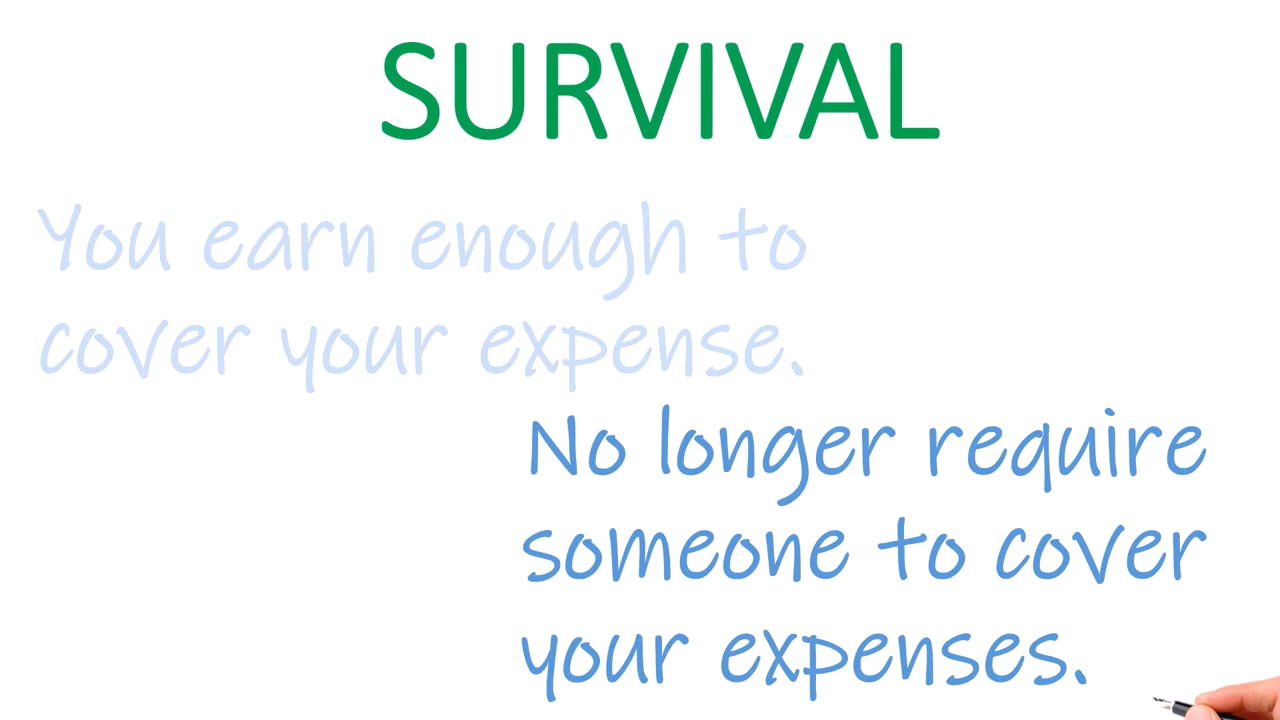 SURVIVAL
You earn enough to
cover your expense.
No longer require
someone to cover
your expenses.